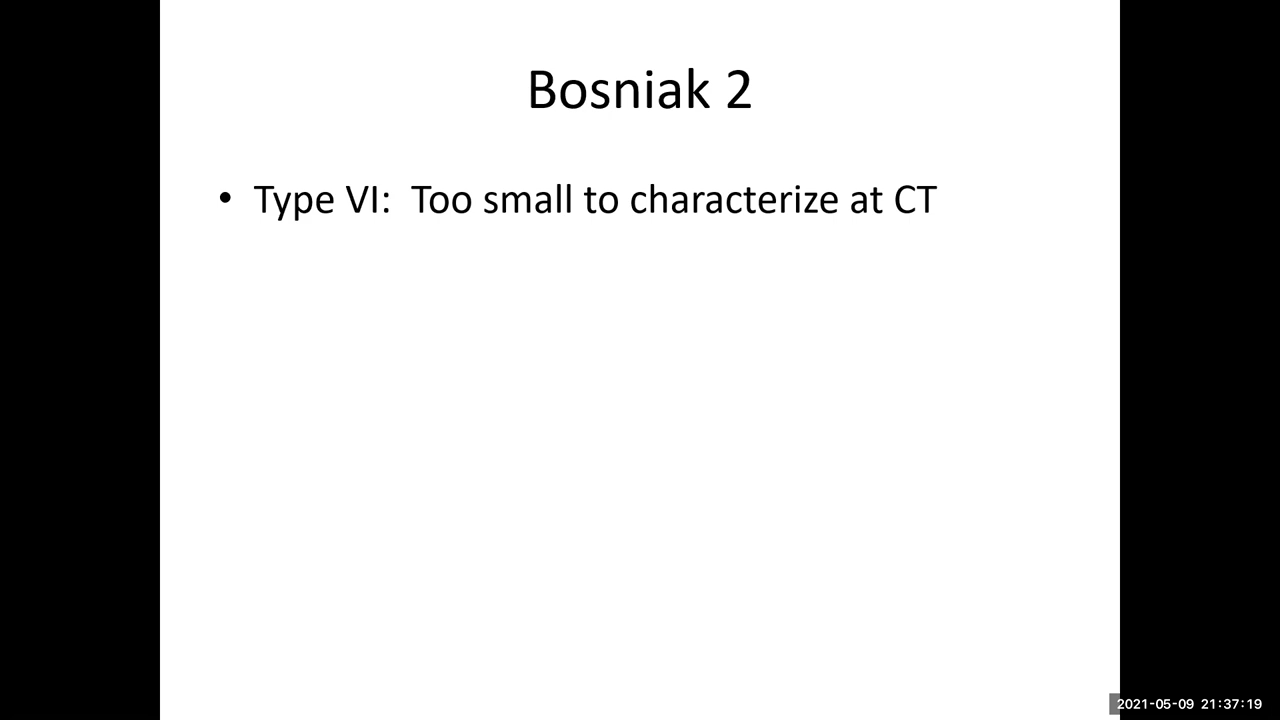 Bosniak 2
• Type VI:  Too small to characterize at CT
2021-05-09 21:37:19